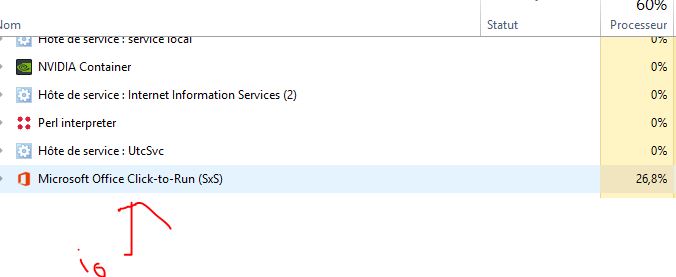 60%
Nom Statut Processeur
Hôte de service : service local 0%
NVIDIA Container 0%
Hôte de service : Internet Information Services (2) 0%
Perl interpreter 0%
Hôte de service : UtcSvc 0%
Microsoft Office Click-to-Run (SxS) 26,8%